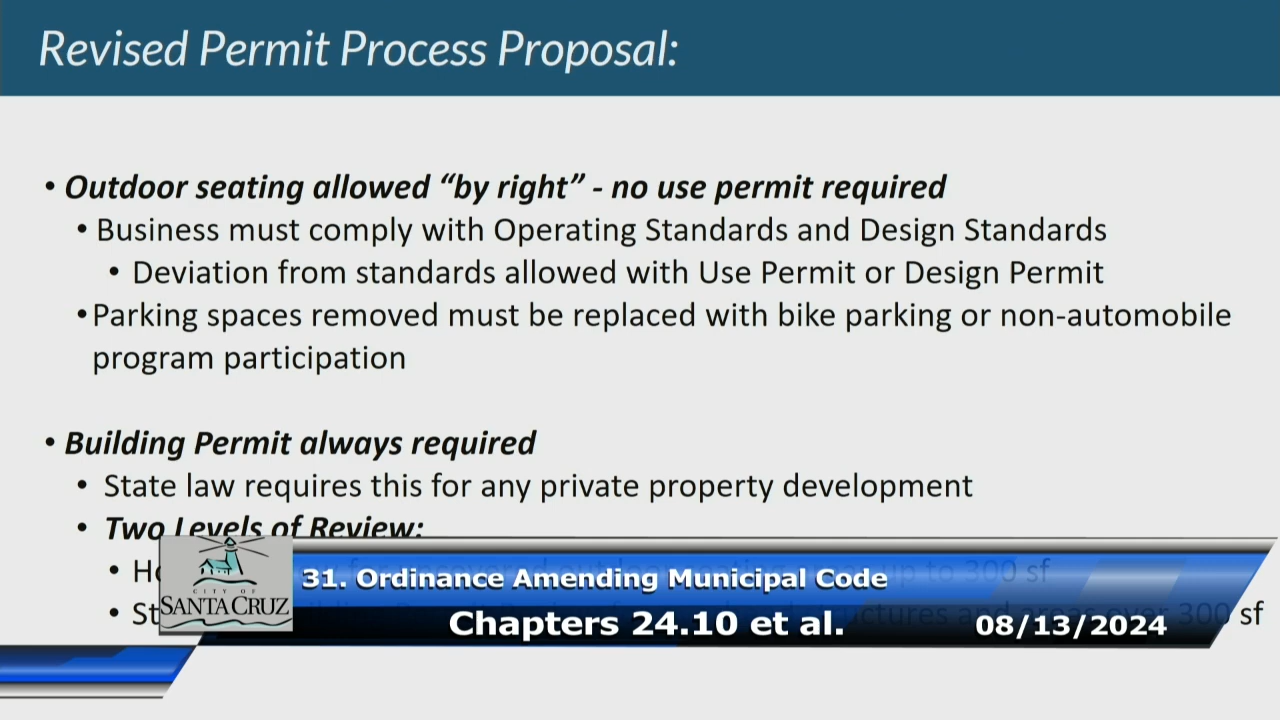 Revised Permit Process Proposal:
• Outdoor seating allowed “by right” - no use permit required
• Business must comply with Operating Standards and Design Standards
• Deviation from standards allowed with Use Permit or Design Permit
• Parking spaces removed must be replaced with bike parking or non-automobile
program participation
• Building Permit always required
• State law requires this for any private property development
• Two Levels of Review:
up to 300 sf
structures and areas over 300 sf
31. Ordinance Amending Municipal Code
Chapters 24.10 et al.
08/13/2024
CITY OF
SANTA CRUZ